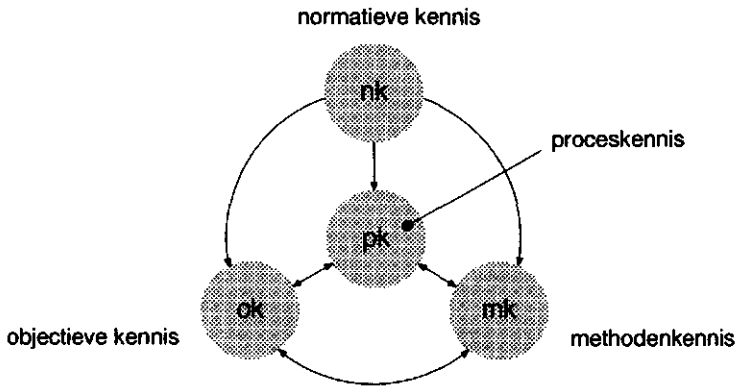 normatieve kennis
nk
proceskennis
pk
ok
mk
objectieve kennis
methodenkennis